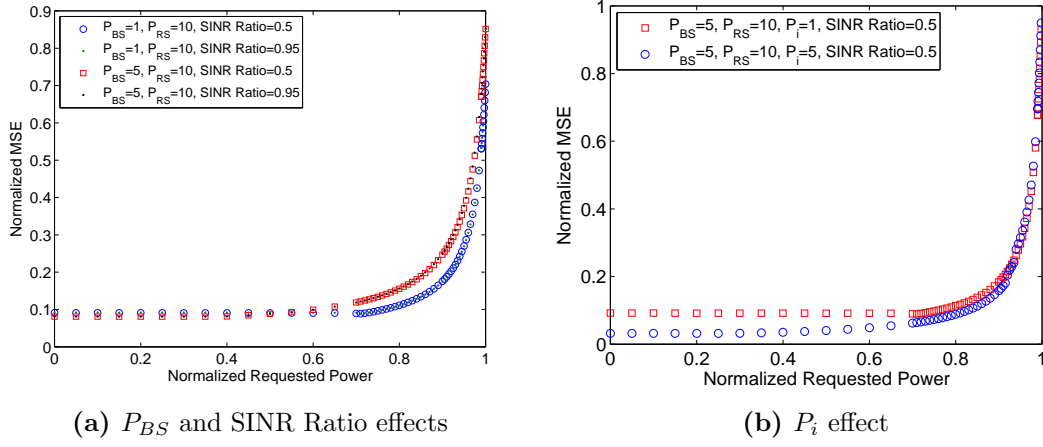 0.9
0.8
0.7
0.6
0.5
0.4
0.3
0.2
0.1
0
Normalized MSE
P_BS=1, P_RS=10, SINR Ratio=0.5
P_BS=1, P_RS=10, SINR Ratio=0.95
P_BS=5, P_RS=10, SINR Ratio=0.5
P_BS=5, P_RS=10, SINR Ratio=0.95
0 0.2 0.4 0.6 0.8 1
Normalized Requested Power
(a) P_BS and SINR Ratio effects
1
0.8
0.6
0.4
0.2
0
Normalized MSE
P_BS=5, P_RS=10, P_i=1, SINR Ratio=0.5
P_BS=5, P_RS=10, P_i=5, SINR Ratio=0.5
0 0.2 0.4 0.6 0.8 1
Normalized Requested Power
(b) P_i effect